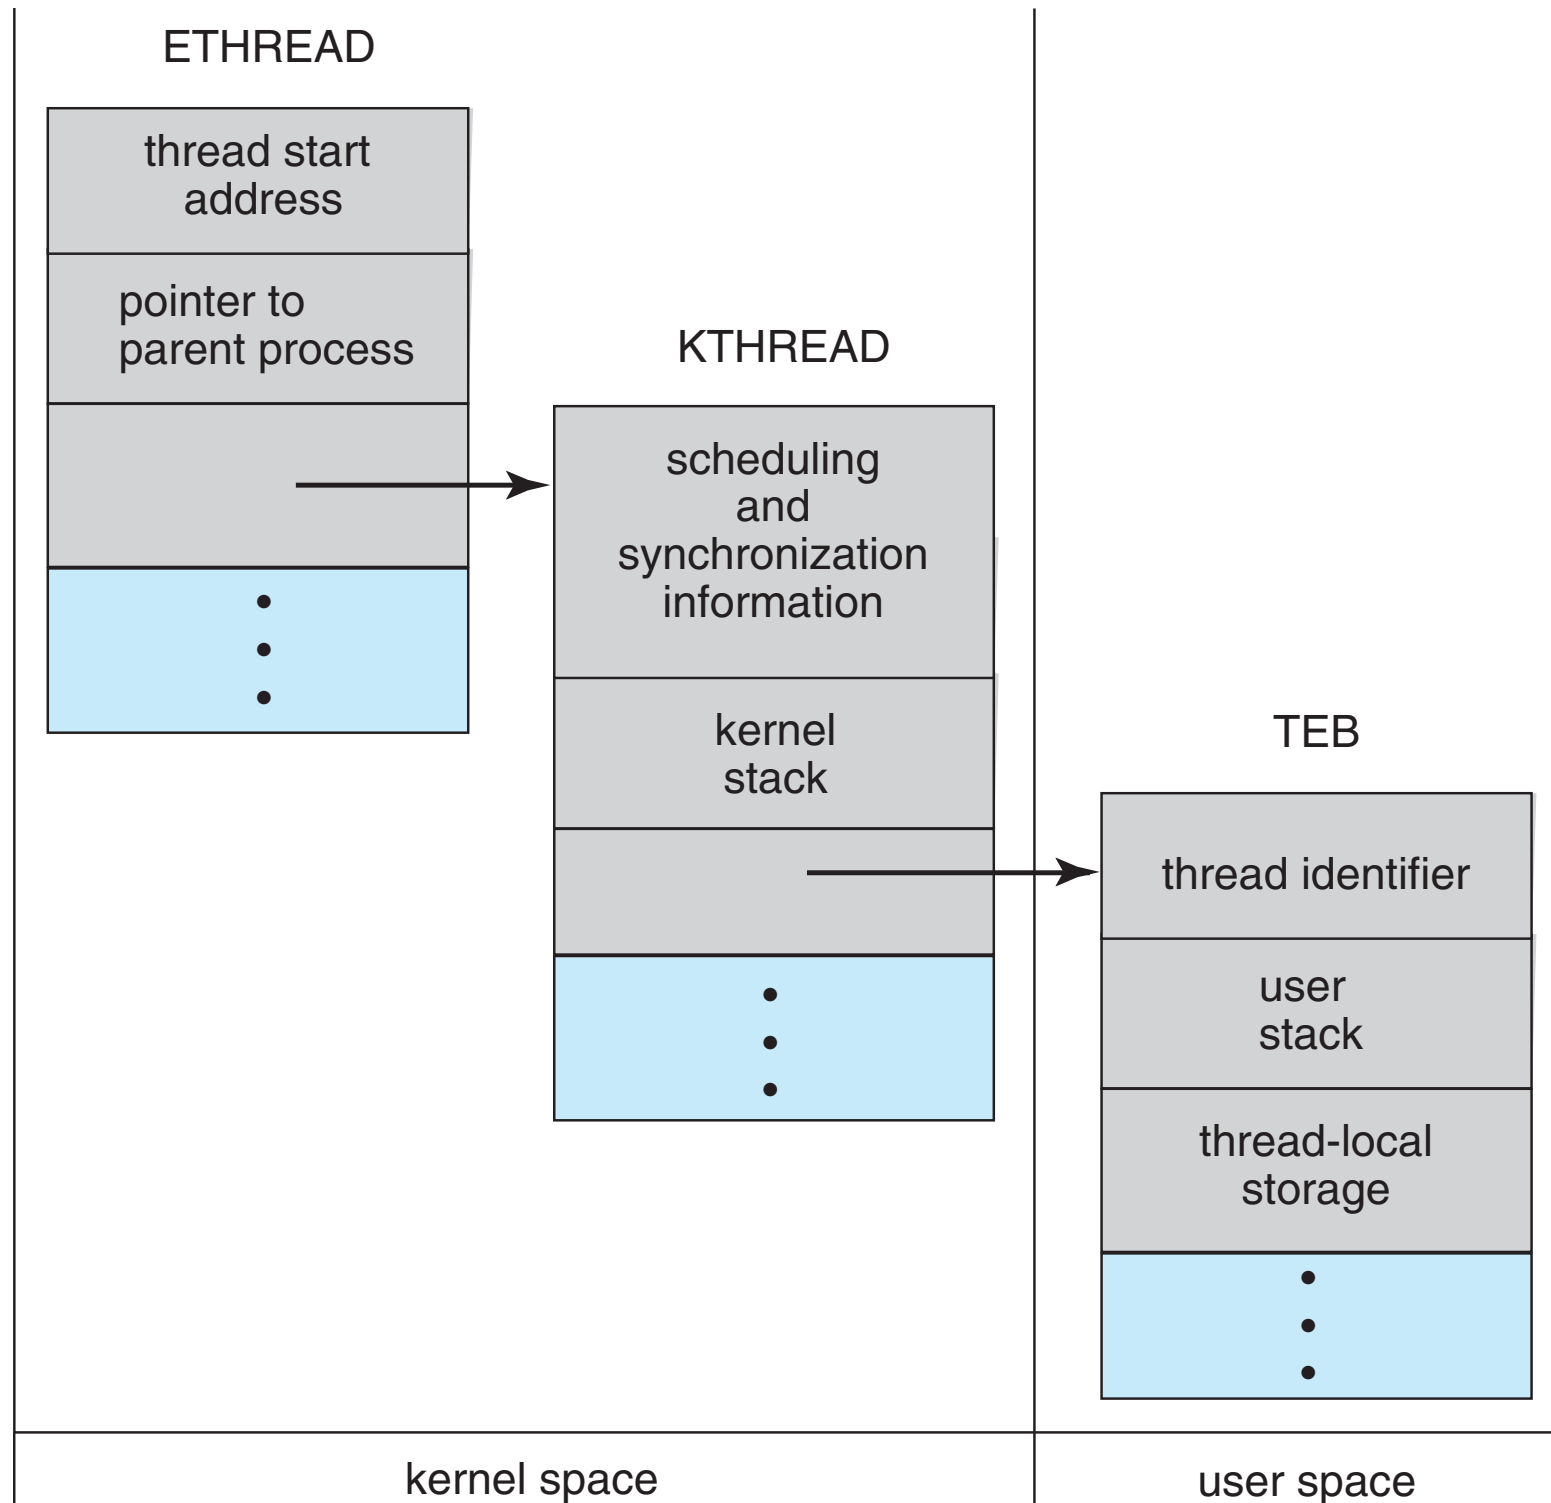 ETHREAD
thread start
address
pointer to
parent process
KTHREAD
scheduling
and
synchronization
information
kernel
stack
TEB
thread identifier
user
stack
thread-local
storage
kernel space
user space